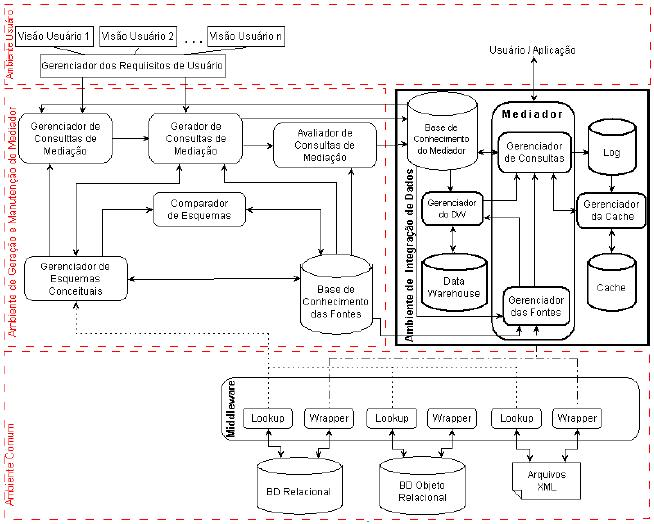 Visão Usuário 1
Visão Usuário 2
...
Visão Usuário n
Gerenciador dos Requisitos de Usuário
Ambiente Usuário
Usuário / Aplicação
Ambiente de Geração e Manutenção do Mediador
Gerenciador de
Consultas de
Mediação
Gerador de
Consultas de
Mediação
Avaliador de
Consultas de
Mediação
Comparador
de Esquemas
Gerenciador de
Esquemas
Conceituais
Base de
Conhecimento
das Fontes
Ambiente de Integração de Dados
Base de
Conhecimento
do Mediador
Mediador
Gerenciador
de Consultas
Log
Gerenciador
do DW
Gerenciador
da Cache
Data
Warehouse
Gerenciador
das Fontes
Cache
Ambiente Comum
Middleware
Lookup
Wrapper
Lookup
Wrapper
Lookup
Wrapper
BD Relacional
BD Objeto
Relacional
Arquivos
XML